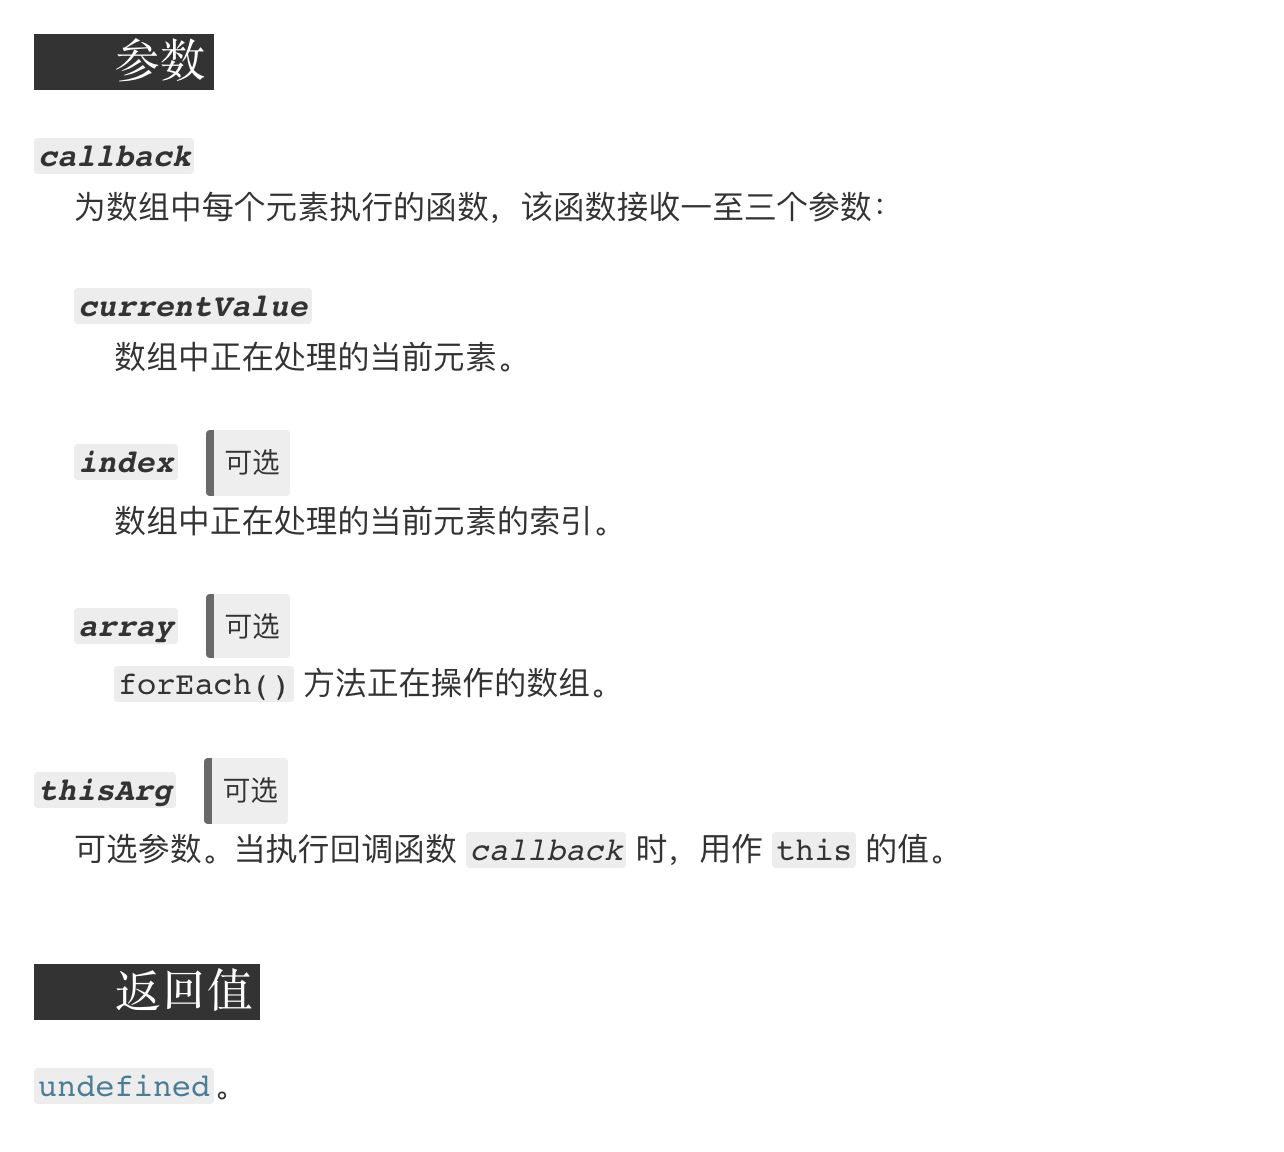 参数
callback
为数组中每个元素执行的函数，该函数接收一至三个参数：
currentValue
数组中正在处理的当前元素。
index 可选
数组中正在处理的当前元素的索引。
array 可选
forEach() 方法正在操作的数组。
thisArg 可选
可选参数。当执行回调函数 callback 时，用作 this 的值。
返回值
undefined。